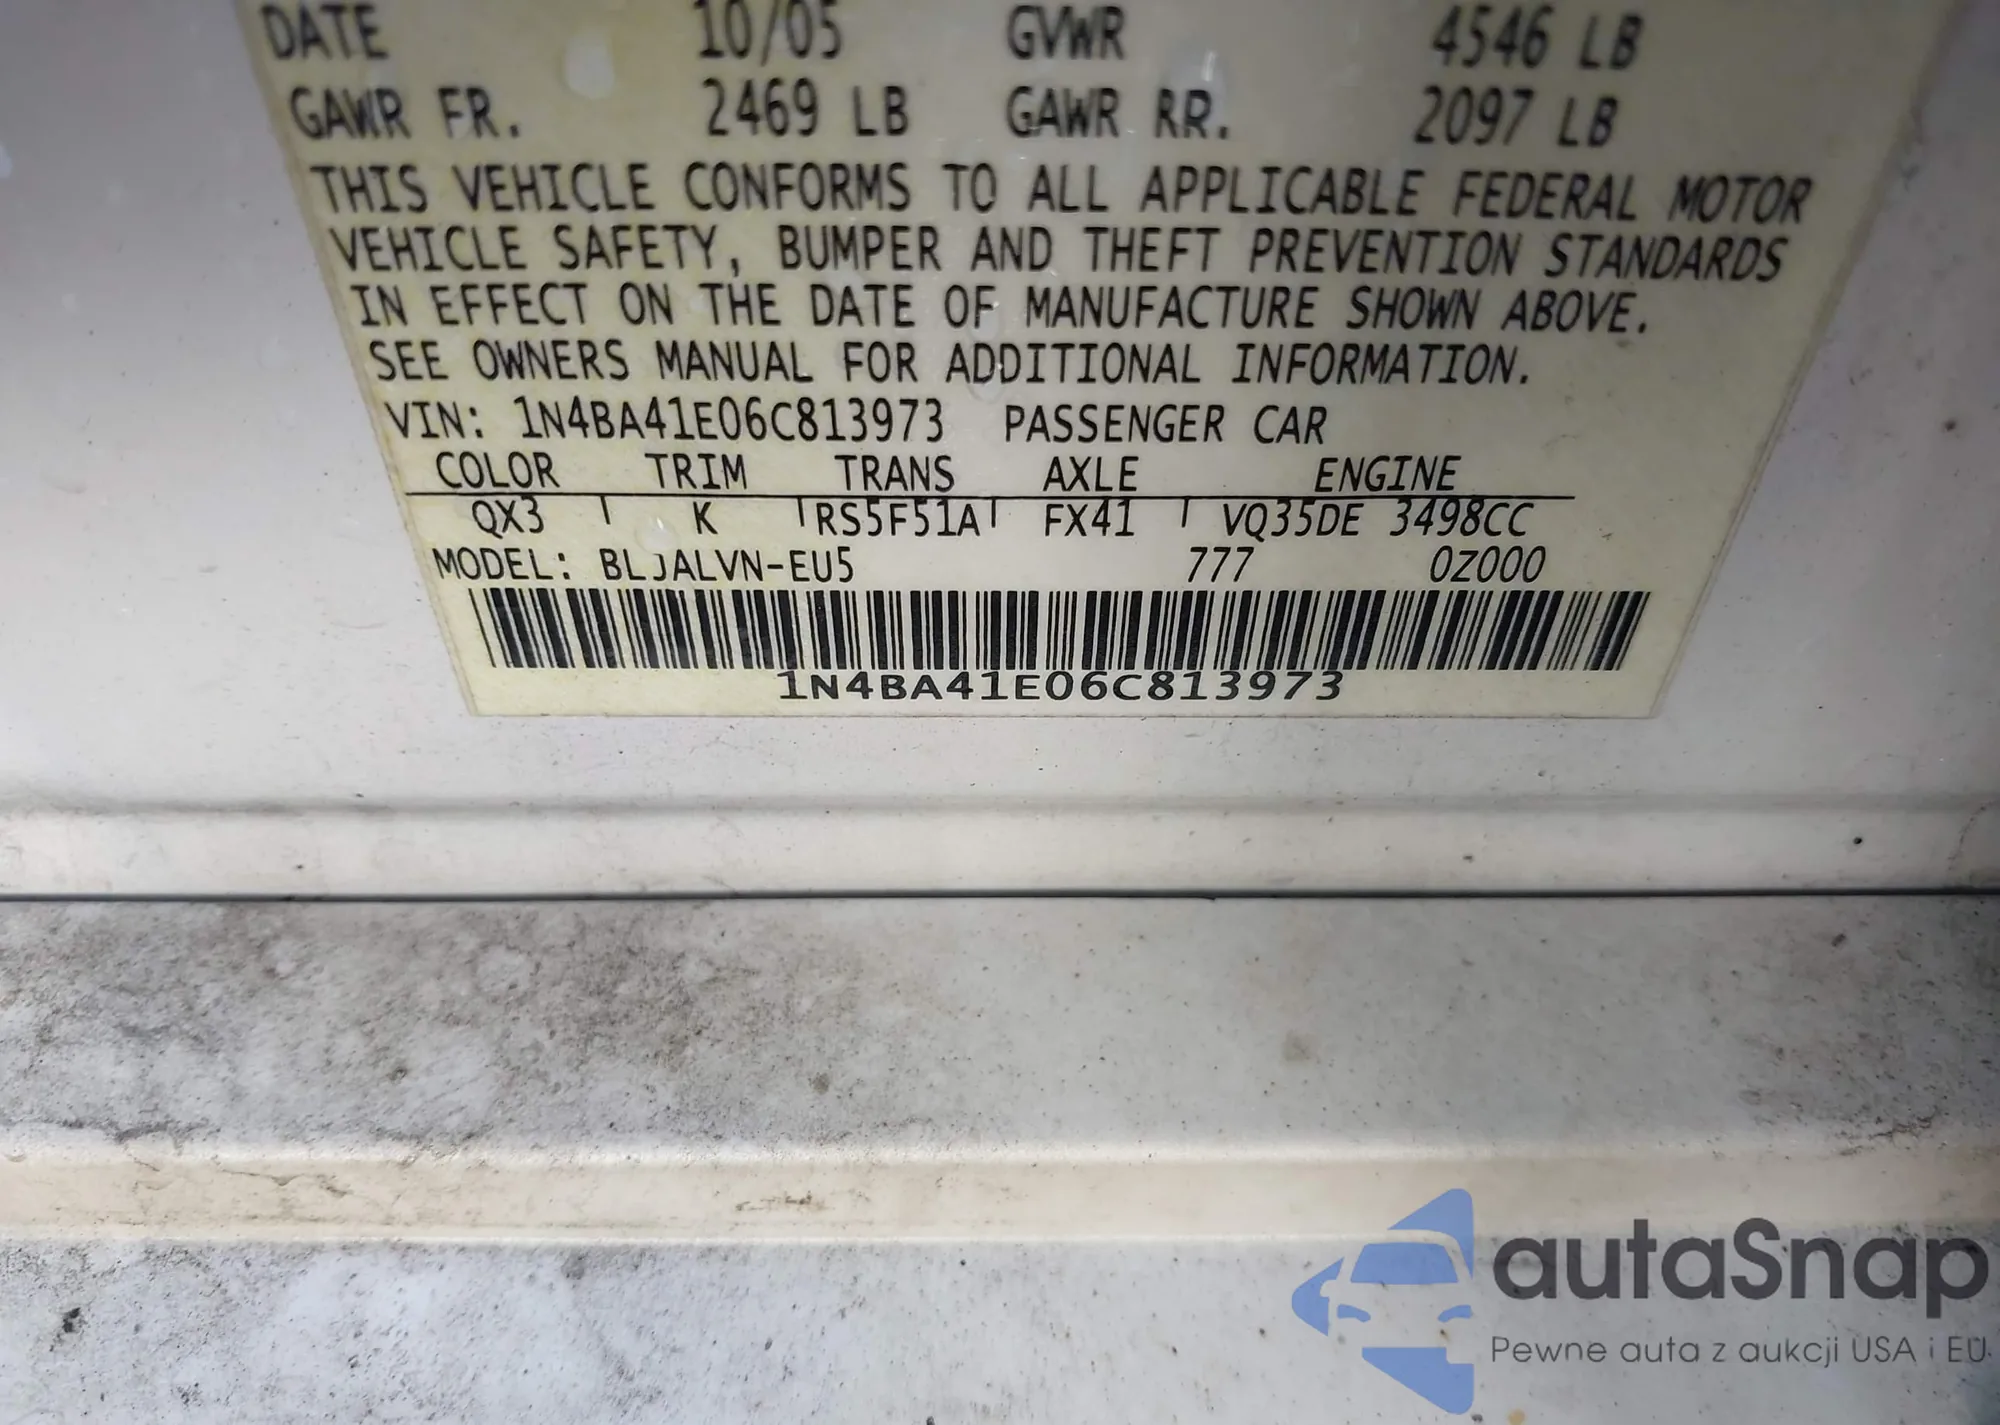 DATE 10/05 GVWR 4546 LB
GAWR FR. 2469 LB GAWR RR. 2097 LB
THIS VEHICLE CONFORMS TO ALL APPLICABLE FEDERAL MOTOR
VEHICLE SAFETY, BUMPER AND THEFT PREVENTION STANDARDS
IN EFFECT ON THE DATE OF MANUFACTURE SHOWN ABOVE.
SEE OWNERS MANUAL FOR ADDITIONAL INFORMATION.
VIN: 1N4BA41E06C813973 PASSENGER CAR
COLOR TRIM TRANS AXLE ENGINE
QX3 K RS5F51A FX41 VQ35DE 3498CC
MODEL: BLJALVN-EU5 777 0Z000
1N4BA41E06C813973
autaSnap
Pewne auta z aukcji USA i EU